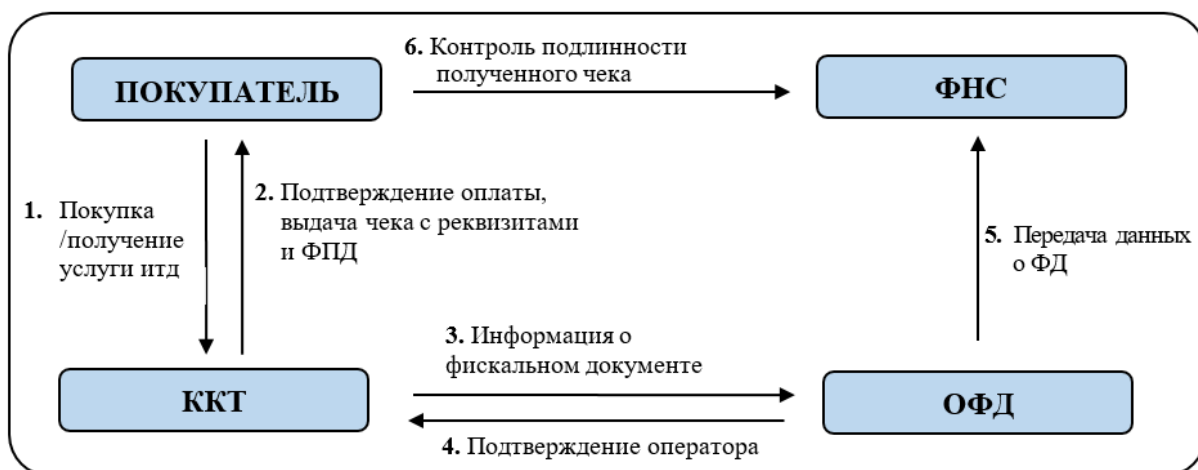 6. Контроль подлинности
полученного чека
ПОКУПАТЕЛЬ
ФНС
1. Покупка
/получение
услуги итд
2. Подтверждение оплаты,
выдача чека с реквизитами
и ФПД
5. Передача данных
о ФД
3. Информация о
фискальном документе
ККТ
ОФД
4. Подтверждение оператора